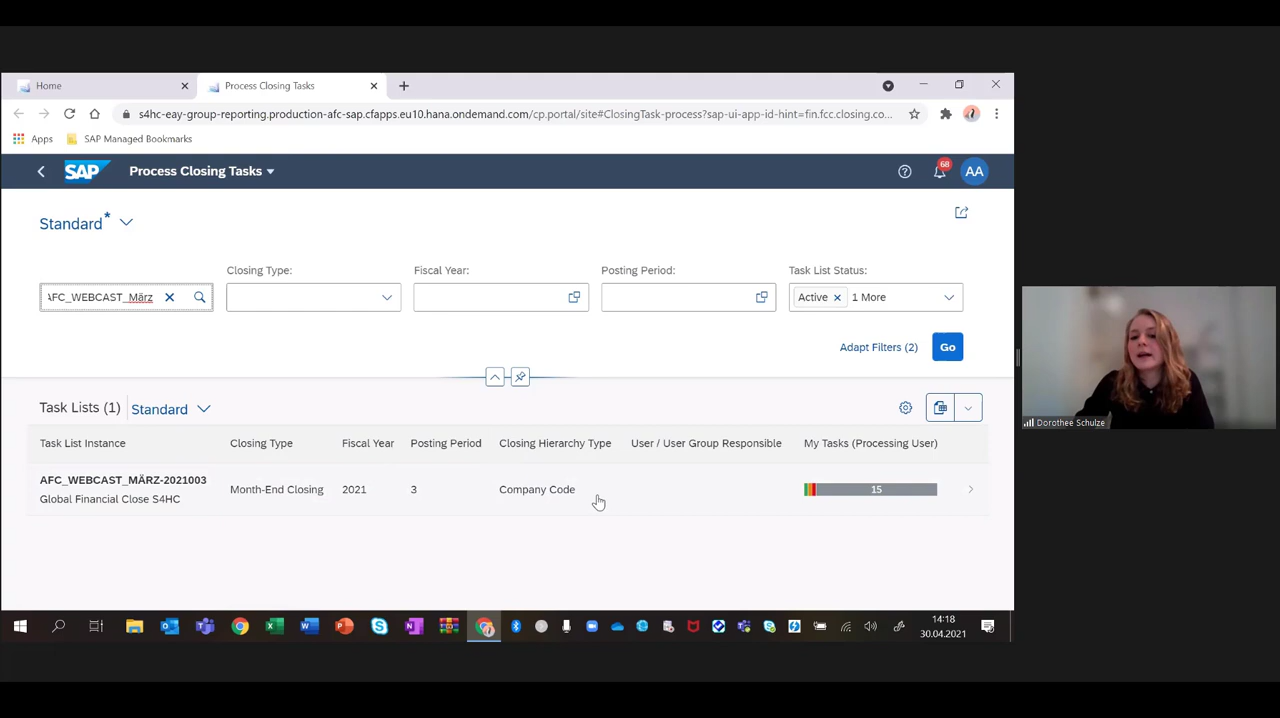 Home
Process Closing Tasks
s4hc-eay-group-reporting.production-afc-sap.cfapps.eu10.hana.ondemand.com/cp.portal/site#ClosingTask-process?sap-ui-app-id-hint=fin.fcc.closing.co...
Apps
SAP Managed Bookmarks
SAP
Process Closing Tasks
68
AA
Standard*
Closing Type:
Fiscal Year:
Posting Period:
Task List Status:
AFC_WEBCAST_März
Active
1 More
Adapt Filters (2)
Go
Task Lists (1)
Standard
Task List Instance
Closing Type
Fiscal Year
Posting Period
Closing Hierarchy Type
User / User Group Responsible
My Tasks (Processing User)
AFC_WEBCAST_MÄRZ-2021003
Global Financial Close S4HC
Month-End Closing
2021
3
Company Code
15
Dorothee Schulze
14:18
30.04.2021